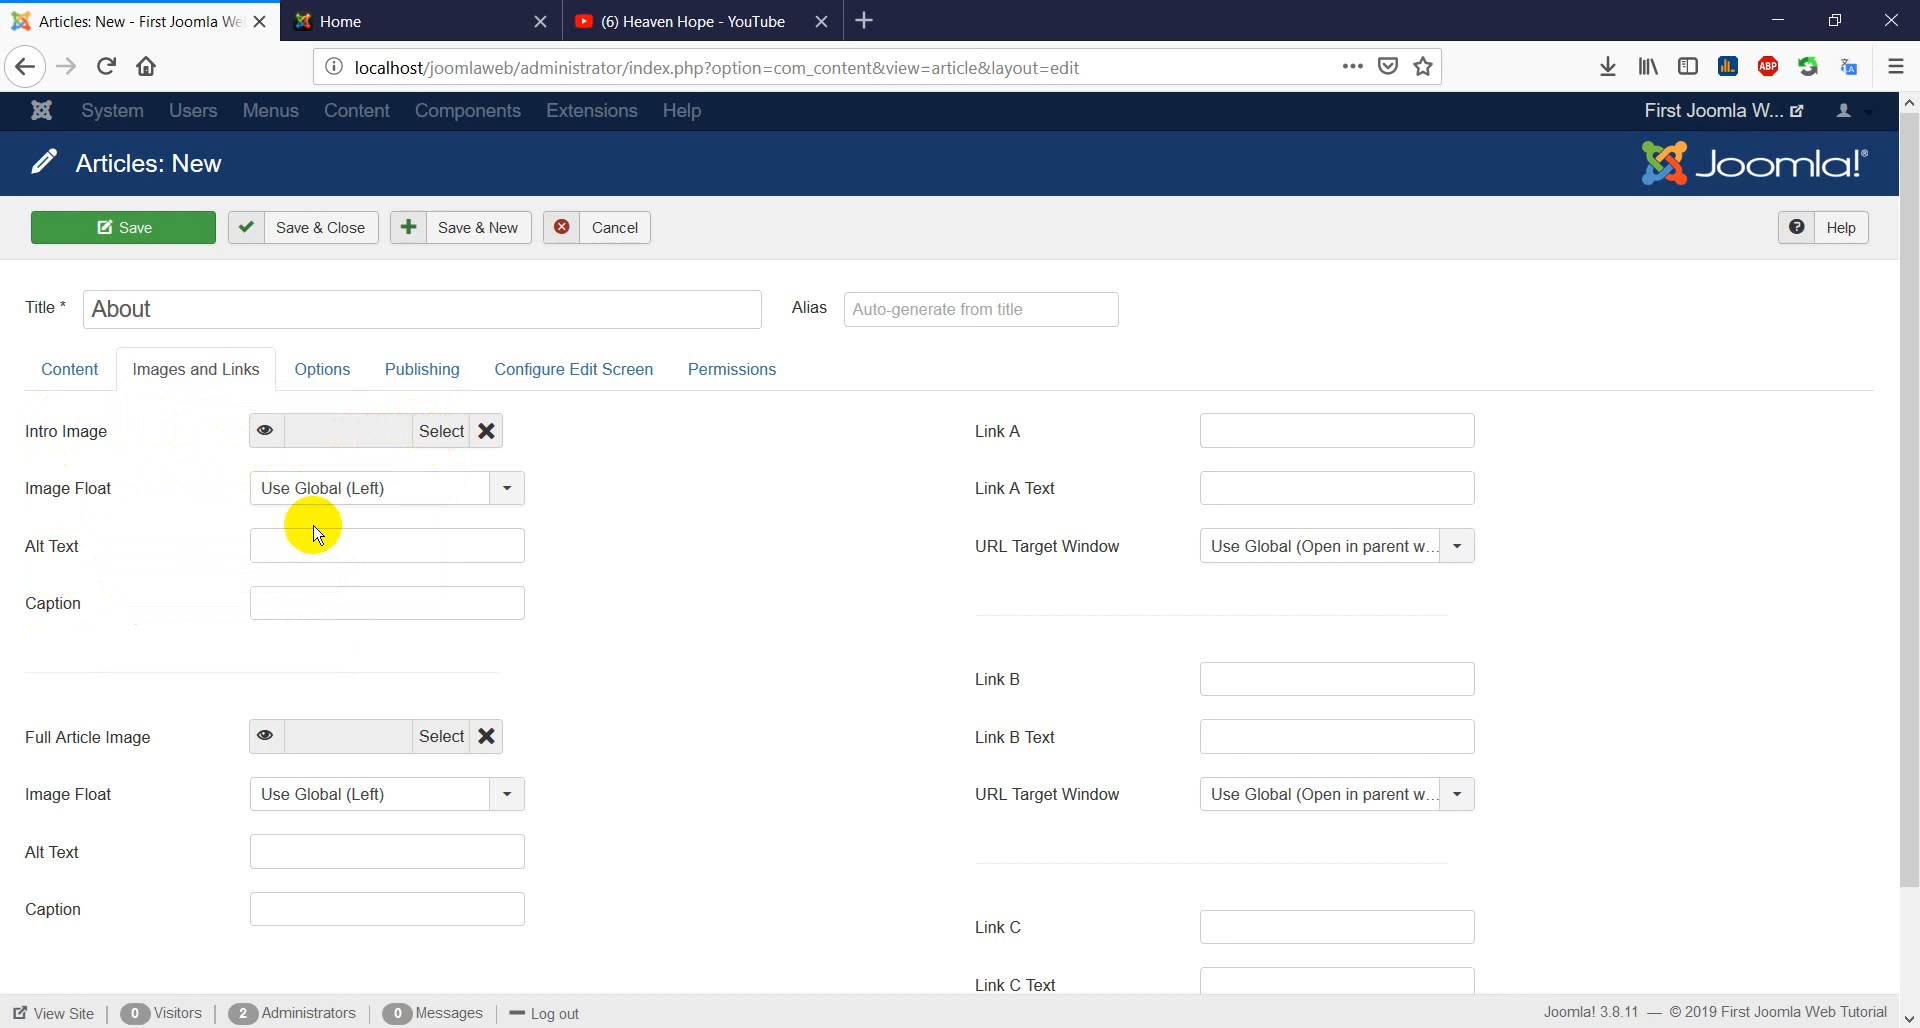 Articles: New - First Joomla We
Home
(6) Heaven Hope - YouTube
localhost/joomlaweb/administrator/index.php?option=com_content&view=article&layout=edit
ABP
System Users Menus Content Components Extensions Help
First Joomla W...
Articles: New
Joomla!®
Save
Save & Close
Save & New
Cancel
Help
Title *
About
Alias
Auto-generate from title
Content
Images and Links
Options
Publishing
Configure Edit Screen
Permissions
Intro Image
Select
Link A
Image Float
Use Global (Left)
Link A Text
Alt Text
URL Target Window
Use Global (Open in parent w...
Caption
Link B
Full Article Image
Select
Link B Text
Image Float
Use Global (Left)
URL Target Window
Use Global (Open in parent w...
Alt Text
Caption
Link C
Link C Text
View Site
0 Visitors
2 Administrators
0 Messages
Log out
Joomla! 3.8.11 — © 2019 First Joomla Web Tutorial